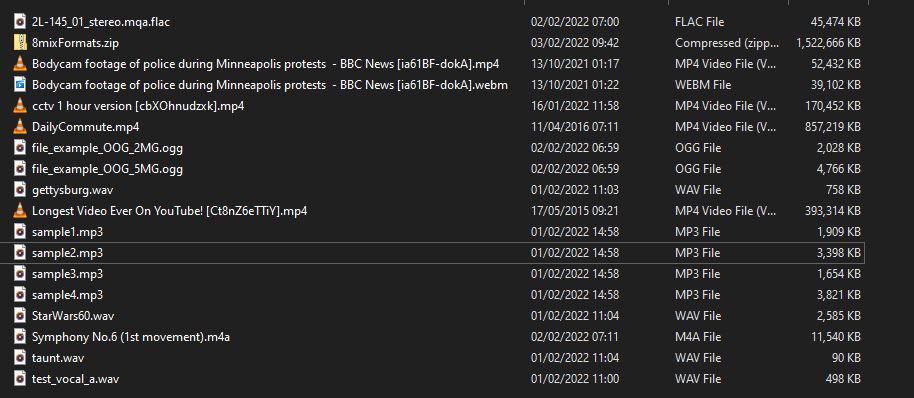 2L-145_01_stereo.mqa.flac 02/02/2022 07:00 FLAC File 45,474 KB
8mixFormats.zip 03/02/2022 09:42 Compressed (zipp... 1,522,666 KB
Bodycam footage of police during Minneapolis protests - BBC News [ia61BF-dokA].mp4 13/10/2021 01:17 MP4 Video File (V... 52,432 KB
Bodycam footage of police during Minneapolis protests - BBC News [ia61BF-dokA].webm 13/10/2021 01:22 WEBM File 39,102 KB
cctv 1 hour version [cbXOhnudzxk].mp4 16/01/2022 11:58 MP4 Video File (V... 170,452 KB
DailyCommute.mp4 11/04/2016 07:11 MP4 Video File (V... 857,219 KB
file_example_OOG_2MG.ogg 02/02/2022 06:59 OGG File 2,028 KB
file_example_OOG_5MG.ogg 02/02/2022 06:59 OGG File 4,766 KB
gettysburg.wav 01/02/2022 11:03 WAV File 758 KB
Longest Video Ever On YouTube! [Ct8nZ6eTTiY].mp4 17/05/2015 09:21 MP4 Video File (V... 393,314 KB
sample1.mp3 01/02/2022 14:58 MP3 File 1,909 KB
sample2.mp3 01/02/2022 14:58 MP3 File 3,398 KB
sample3.mp3 01/02/2022 14:58 MP3 File 1,654 KB
sample4.mp3 01/02/2022 14:58 MP3 File 3,821 KB
StarWars60.wav 01/02/2022 11:04 WAV File 2,585 KB
Symphony No.6 (1st movement).m4a 02/02/2022 07:11 M4A File 11,540 KB
taunt.wav 01/02/2022 11:04 WAV File 90 KB
test_vocal_a.wav 01/02/2022 11:00 WAV File 498 KB